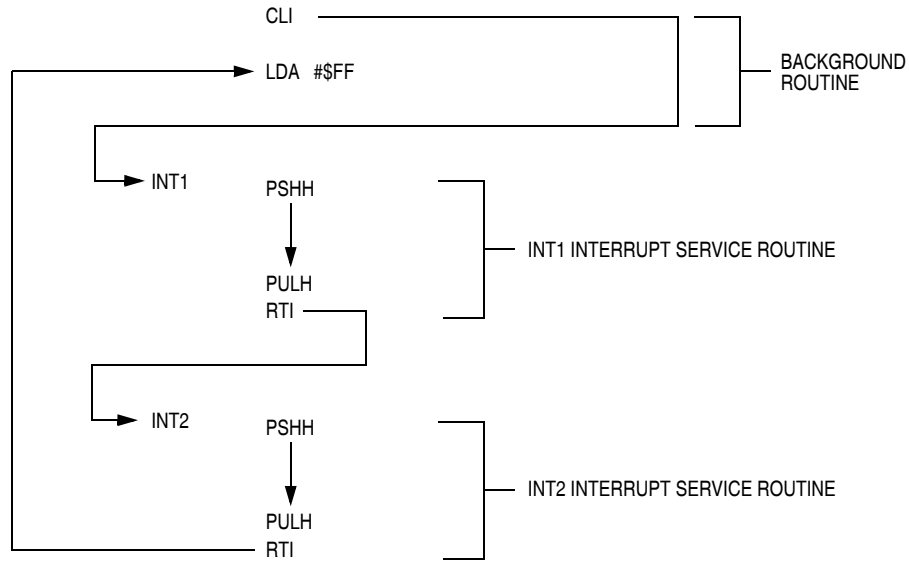 CLI
LDA #$FF
BACKGROUND
ROUTINE
INT1
PSHH
INT1 INTERRUPT SERVICE ROUTINE
PULH
RTI
INT2
PSHH
INT2 INTERRUPT SERVICE ROUTINE
PULH
RTI